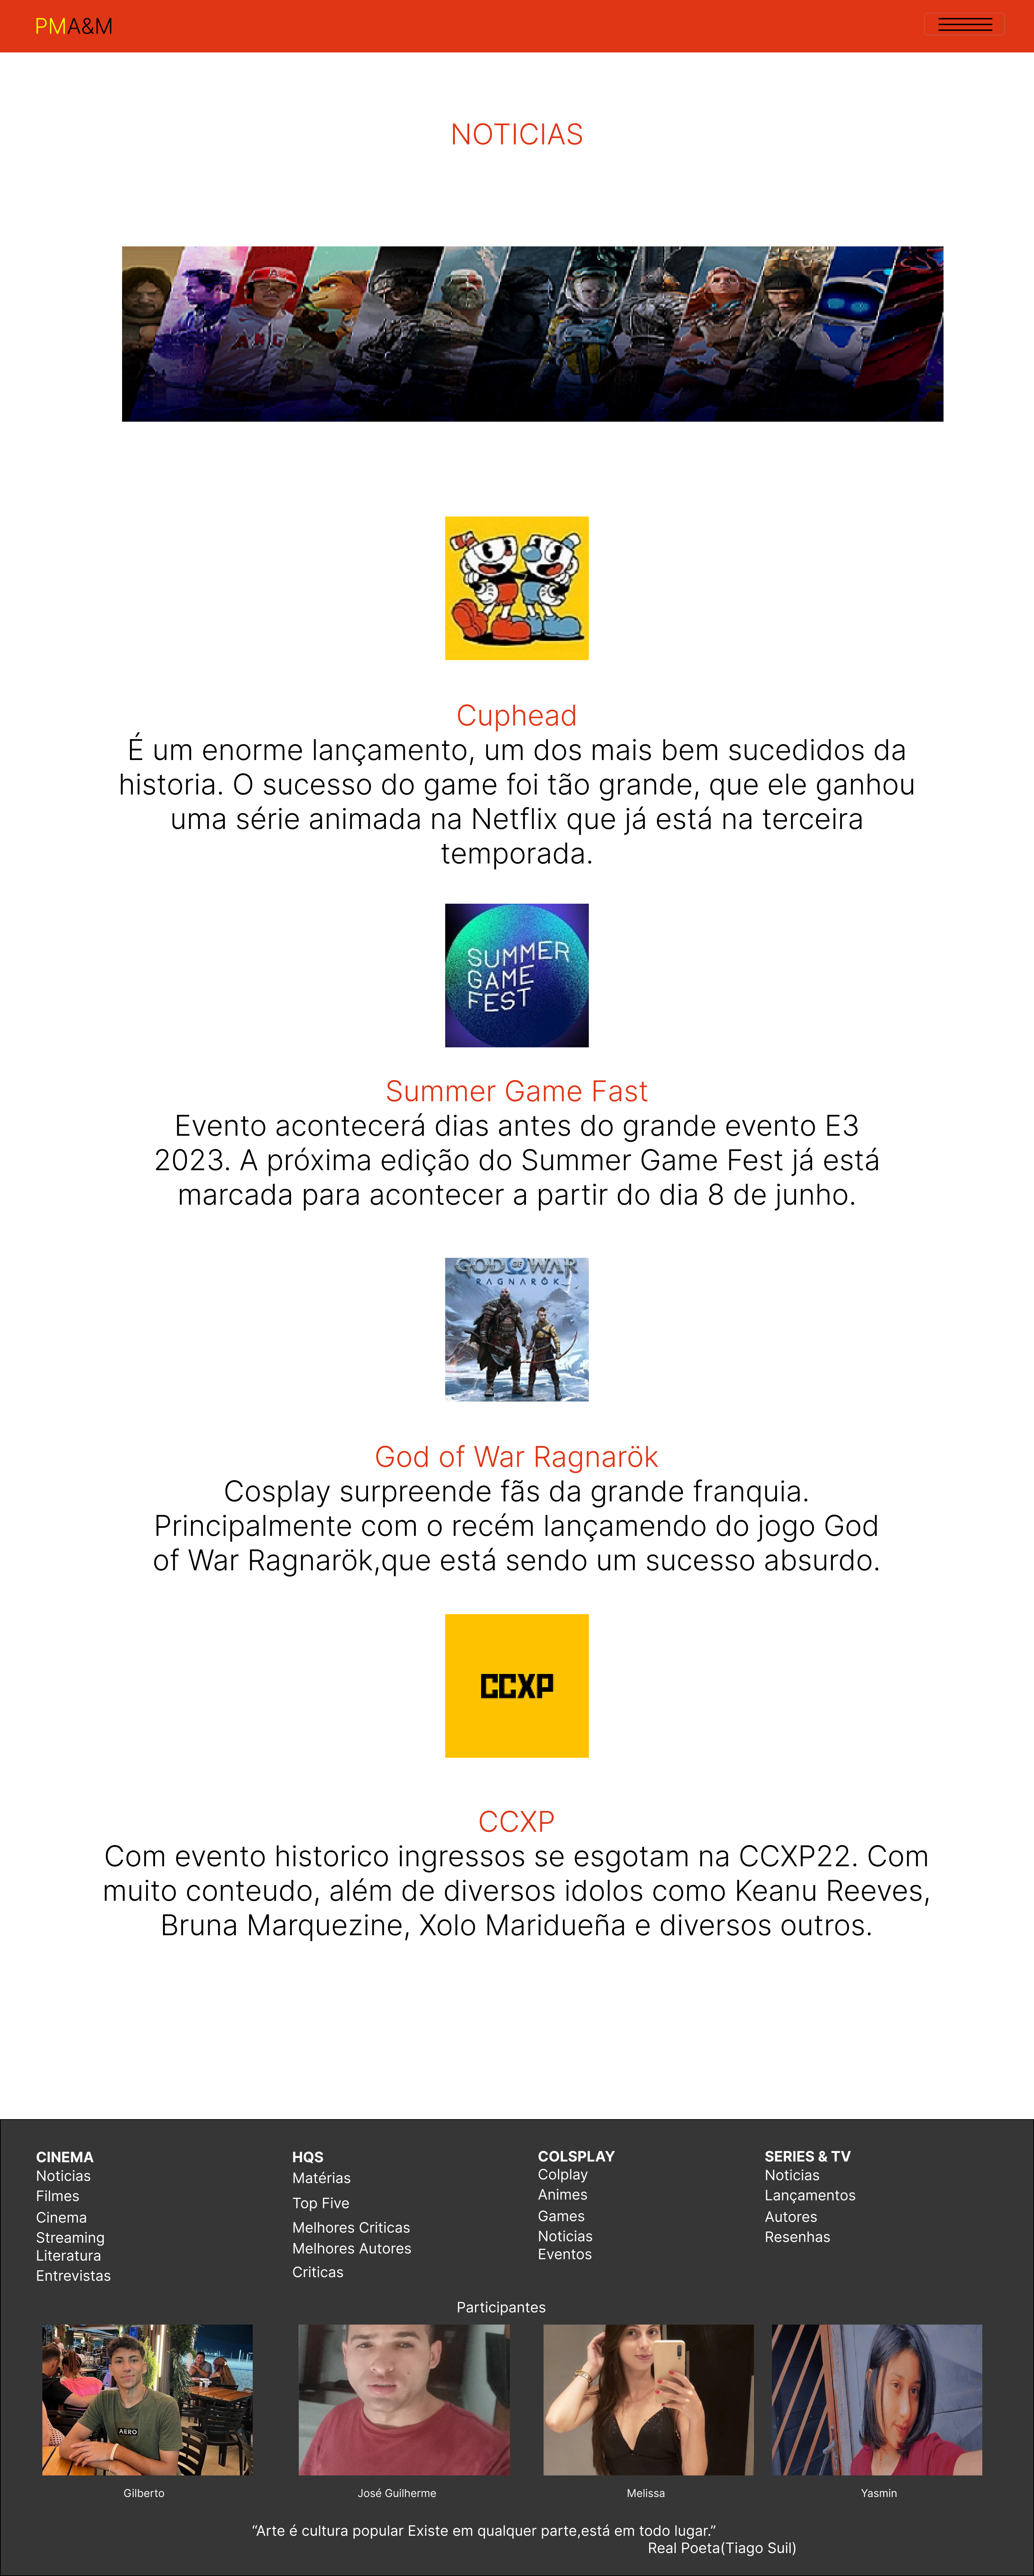 PMA&M
NOTICIAS
ANG
Cuphead
É um enorme lançamento, um dos mais bem sucedidos da
historia. O sucesso do game foi tão grande, que ele ganhou
uma série animada na Netflix que já está na terceira
temporada.
SUMMER
GAME
FEST
Summer Game Fast
Evento acontecerá dias antes do grande evento E3
2023. A próxima edição do Summer Game Fest já está
marcada para acontecer a partir do dia 8 de junho.
GOD OF WAR
RAGNARÖK
God of War Ragnarök
Cosplay surpreende fãs da grande franquia.
Principalmente com o recém lançamendo do jogo God
of War Ragnarök,que está sendo um sucesso absurdo.
CCXP
CCXP
Com evento historico ingressos se esgotam na CCXP22. Com
muito conteudo, além de diversos idolos como Keanu Reeves,
Bruna Marquezine, Xolo Maridueña e diversos outros.
CINEMA
Noticias
Filmes
Cinema
Streaming
Literatura
Entrevistas
HQS
Matérias
Top Five
Melhores Criticas
Melhores Autores
Criticas
COLSPLAY
Colplay
Animes
Games
Noticias
Eventos
SERIES & TV
Noticias
Lançamentos
Autores
Resenhas
Participantes
AERO
Gilberto
José Guilherme
Melissa
Yasmin
“Arte é cultura popular Existe em qualquer parte,está em todo lugar.”
Real Poeta(Tiago Suil)